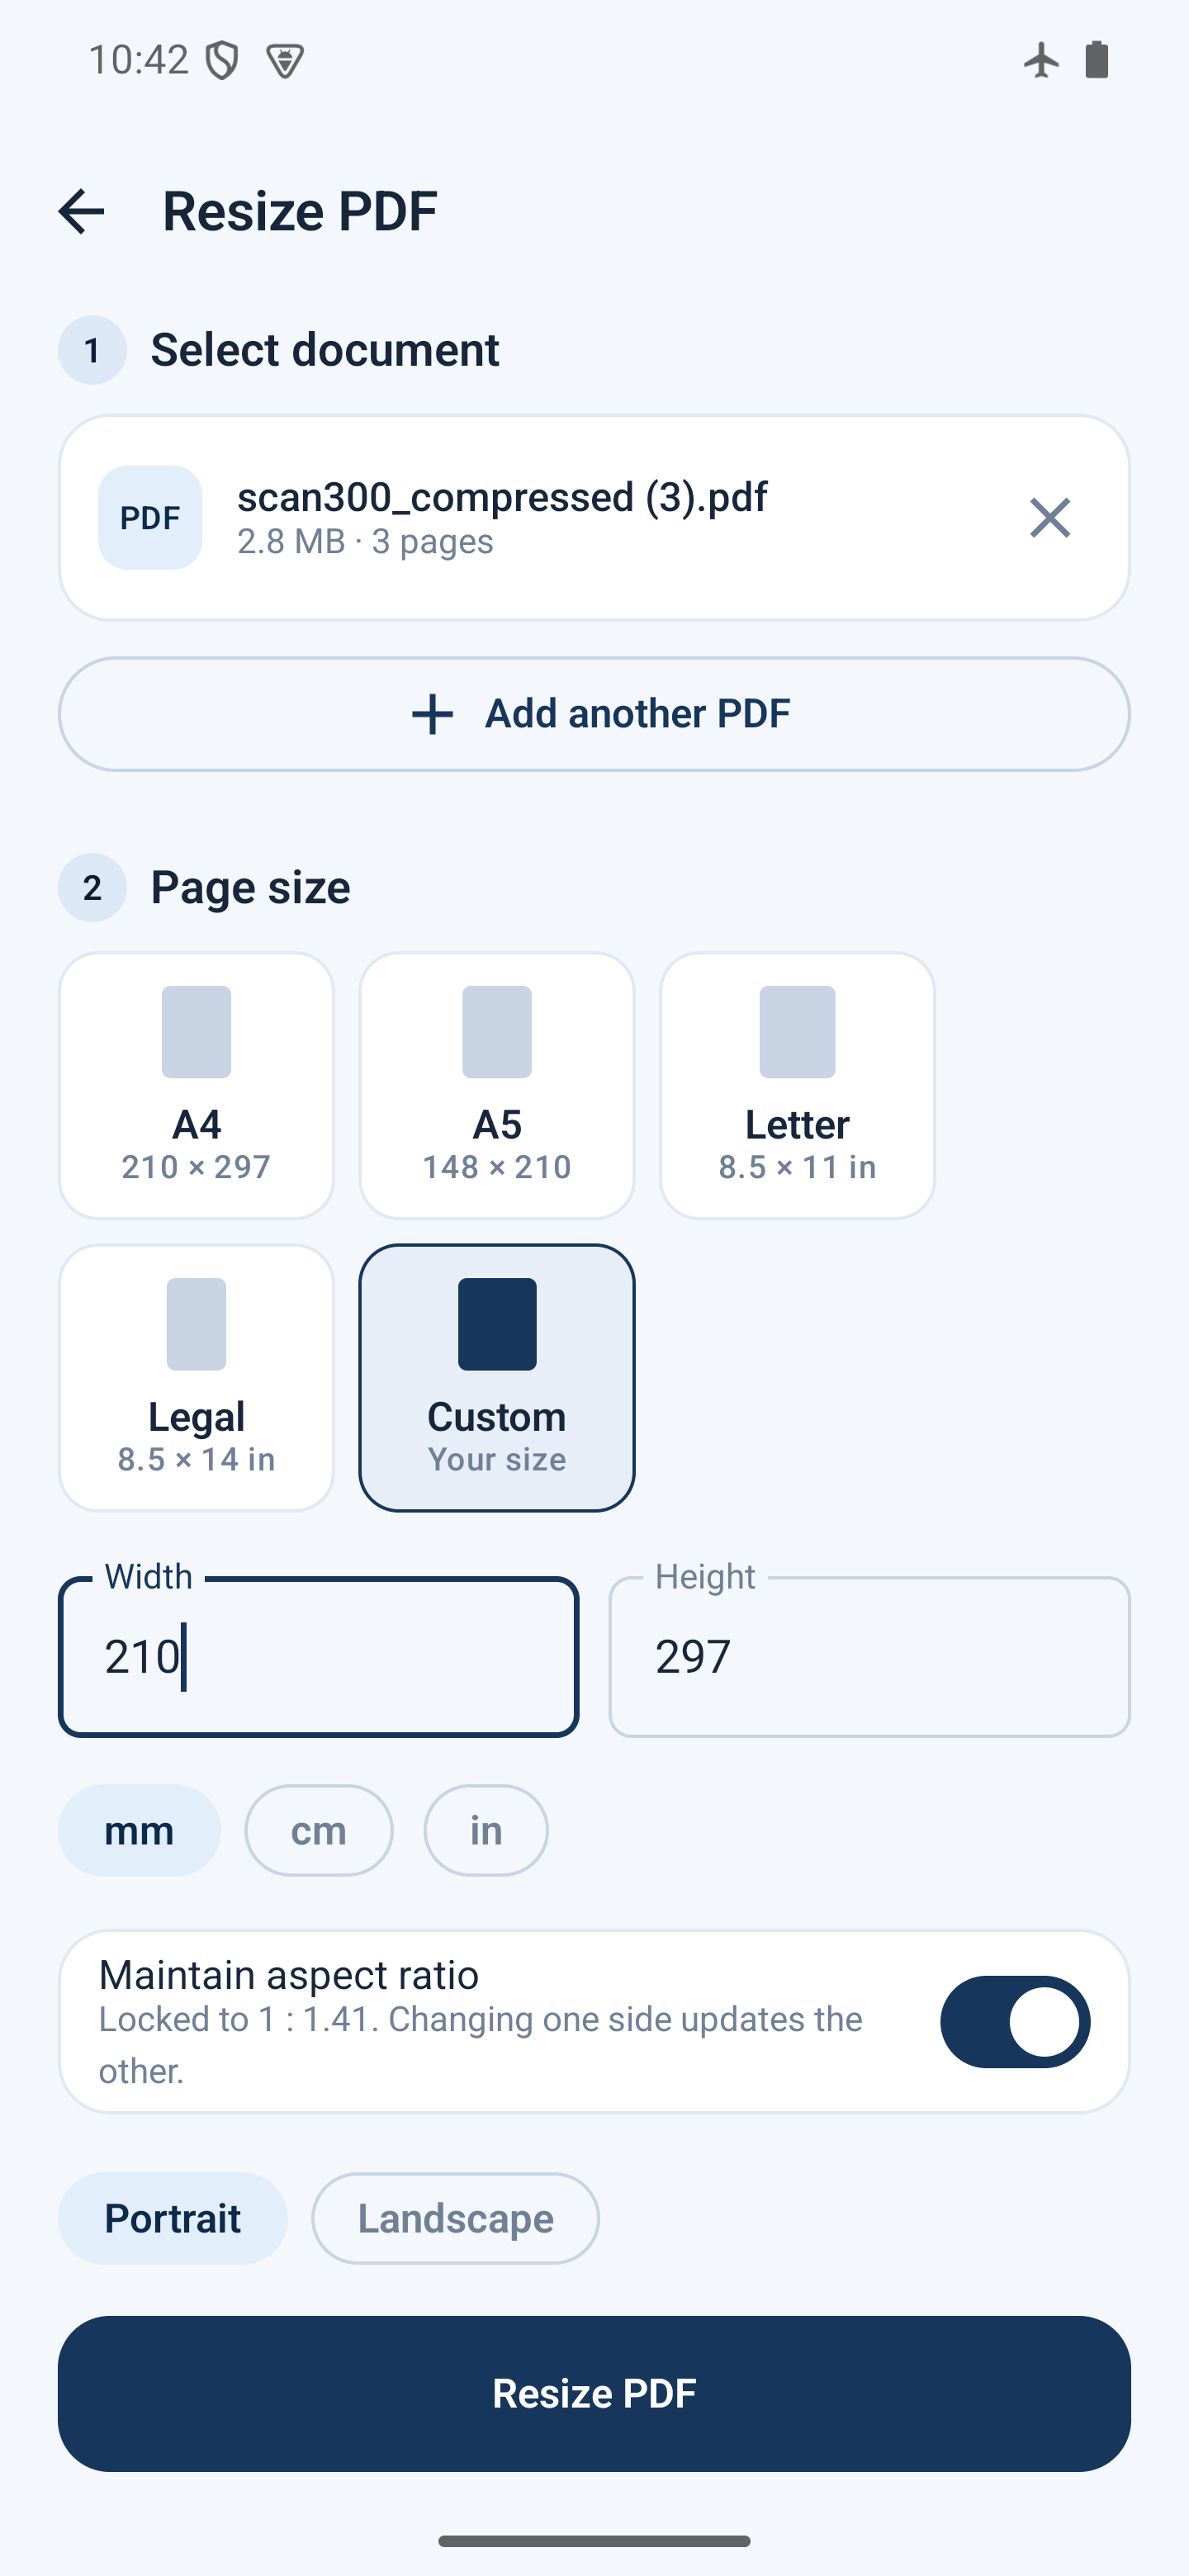 10:42
Resize PDF
1 Select document
PDF
scan300_compressed (3).pdf
2.8 MB · 3 pages
Add another PDF
2 Page size
A4
210 × 297
A5
148 × 210
Letter
8.5 × 11 in
Legal
8.5 × 14 in
Custom
Your size
Width
210
Height
297
mm
cm
in
Maintain aspect ratio
Locked to 1 : 1.41. Changing one side updates the
other.
Portrait
Landscape
Resize PDF